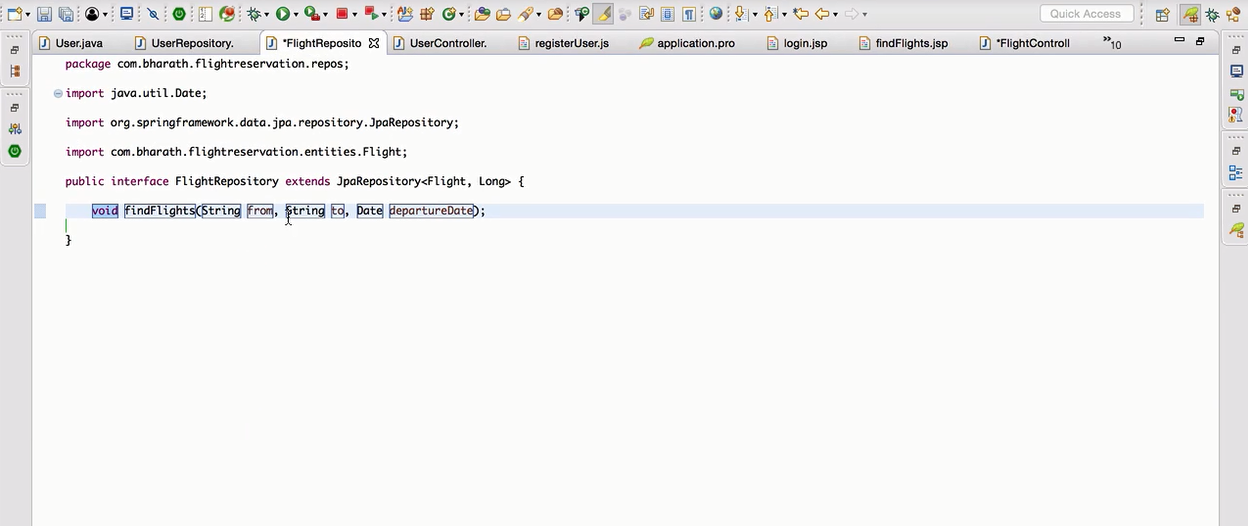 Quick Access
User.java
UserRepository.
*FlightReposito
UserController.
registerUser.js
application.pro
login.jsp
findFlights.jsp
*FlightControll
»10
package com.bharath.flightreservation.repos;
import java.util.Date;
import org.springframework.data.jpa.repository.JpaRepository;
import com.bharath.flightreservation.entities.Flight;
public interface FlightRepository extends JpaRepository<Flight, Long> {
void findFlights(String from, String to, Date departureDate);
}